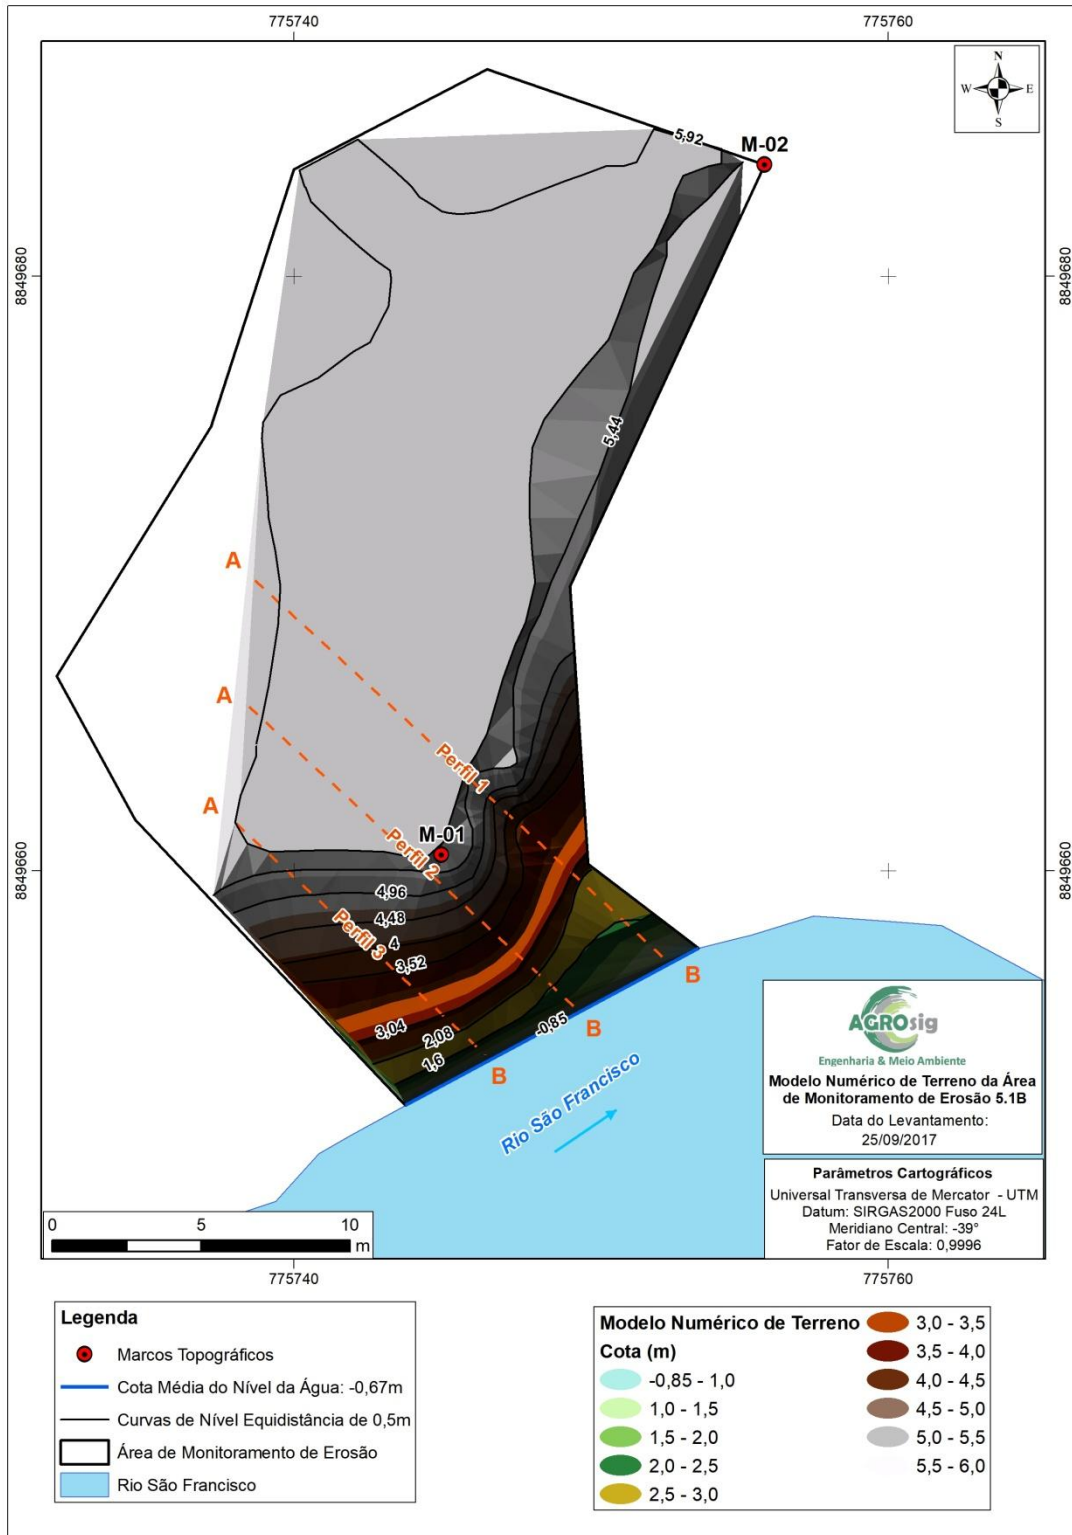 775740
775760
N
W
E
S
5,92
M-02
8849680
8849680
5,44
A
A
Perfil 1
A
M-01
Perfil 2
8849660
8849660
4,96
4,48
Perfil 3
4
3,52
3,04
2,08
1,6
-0,85
B
B
B
Rio São Francisco
AGROsig
Engenharia & Meio Ambiente
Modelo Numérico de Terreno da Área
de Monitoramento de Erosão 5.1B
Data do Levantamento:
25/09/2017
Parâmetros Cartográficos
Universal Transversa de Mercator - UTM
Datum: SIRGAS2000 Fuso 24L
Meridiano Central: -39°
Fator de Escala: 0,9996
0 5 10
m
775740
775760
Legenda
Marcos Topográficos
Cota Média do Nível da Água: -0,67m
Curvas de Nível Equidistância de 0,5m
Área de Monitoramento de Erosão
Rio São Francisco
Modelo Numérico de Terreno
Cota (m)
-0,85 - 1,0
1,0 - 1,5
1,5 - 2,0
2,0 - 2,5
2,5 - 3,0
3,0 - 3,5
3,5 - 4,0
4,0 - 4,5
4,5 - 5,0
5,0 - 5,5
5,5 - 6,0